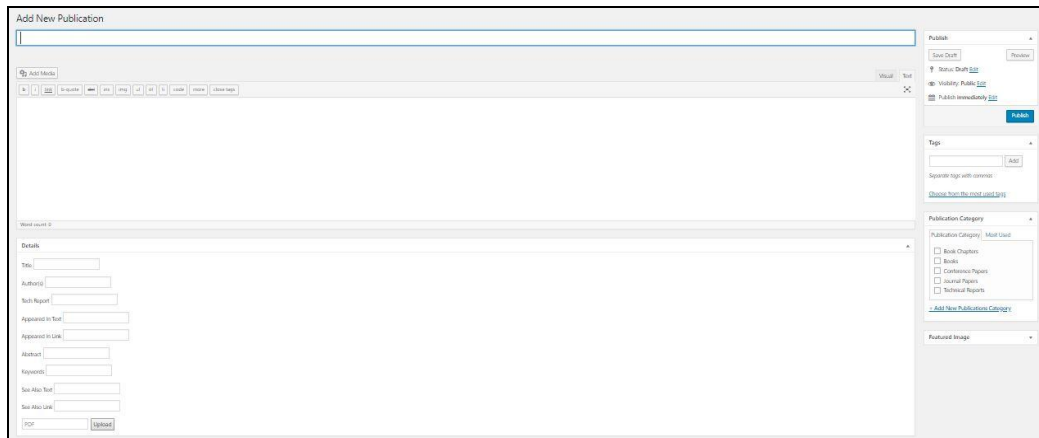 Add New Publication
Add Media
Visual Text
b i link b-quote del ins img ul ol li code more close tags
Word count: 0
Details
Title
Author(s)
Tech Report
Appeared In Text
Appeared In Link
Abstract
Keywords
See Also Text
See Also Link
PDF Upload
Publish
Save Draft Preview
Status: Draft Edit
Visibility: Public Edit
Publish immediately Edit
Publish
Tags
Add
Separate tags with commas
Choose from the most used tags
Publication Category
Publication Category Most Used
Book Chapters
Books
Conference Papers
Journal Papers
Technical Reports
+ Add New Publications Category
Featured Image